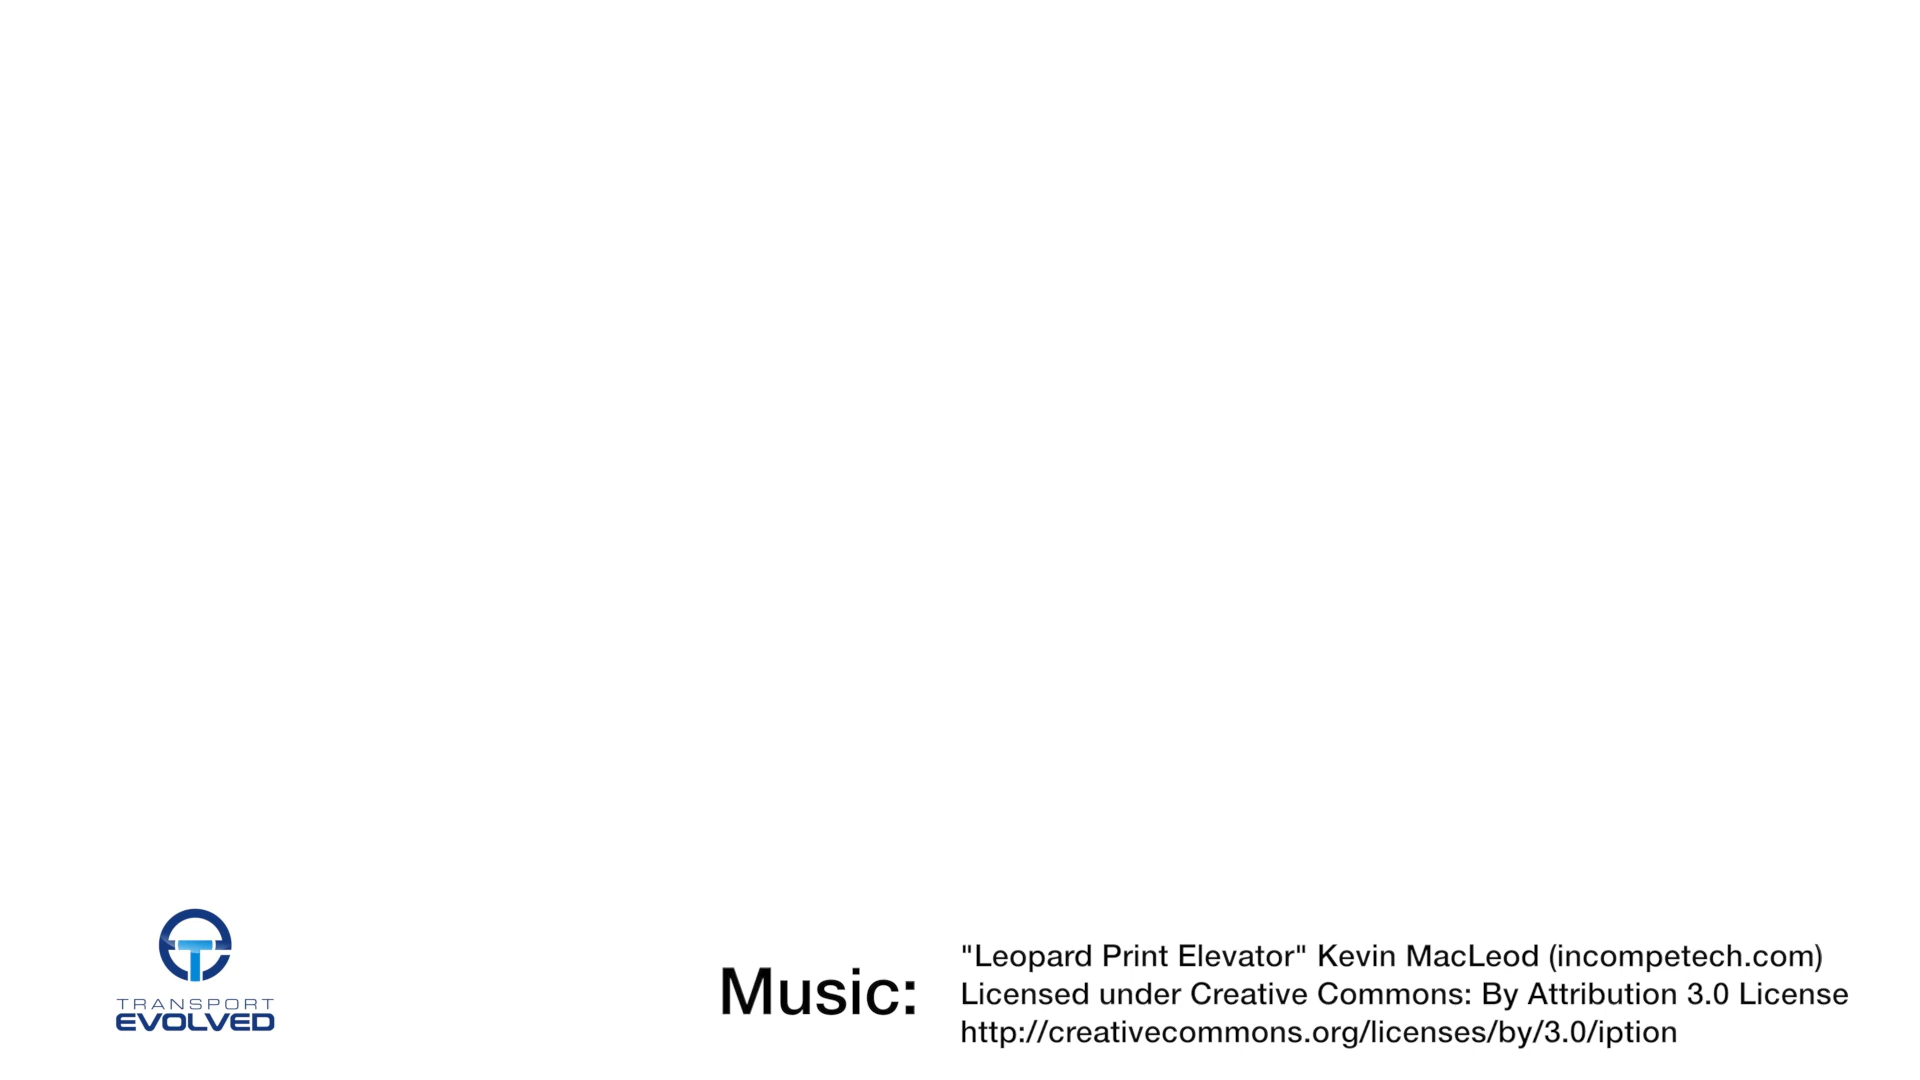 TRANSPORT
EVOLVED
Music:
"Leopard Print Elevator" Kevin MacLeod (incompetech.com)
Licensed under Creative Commons: By Attribution 3.0 License
http://creativecommons.org/licenses/by/3.0/iption